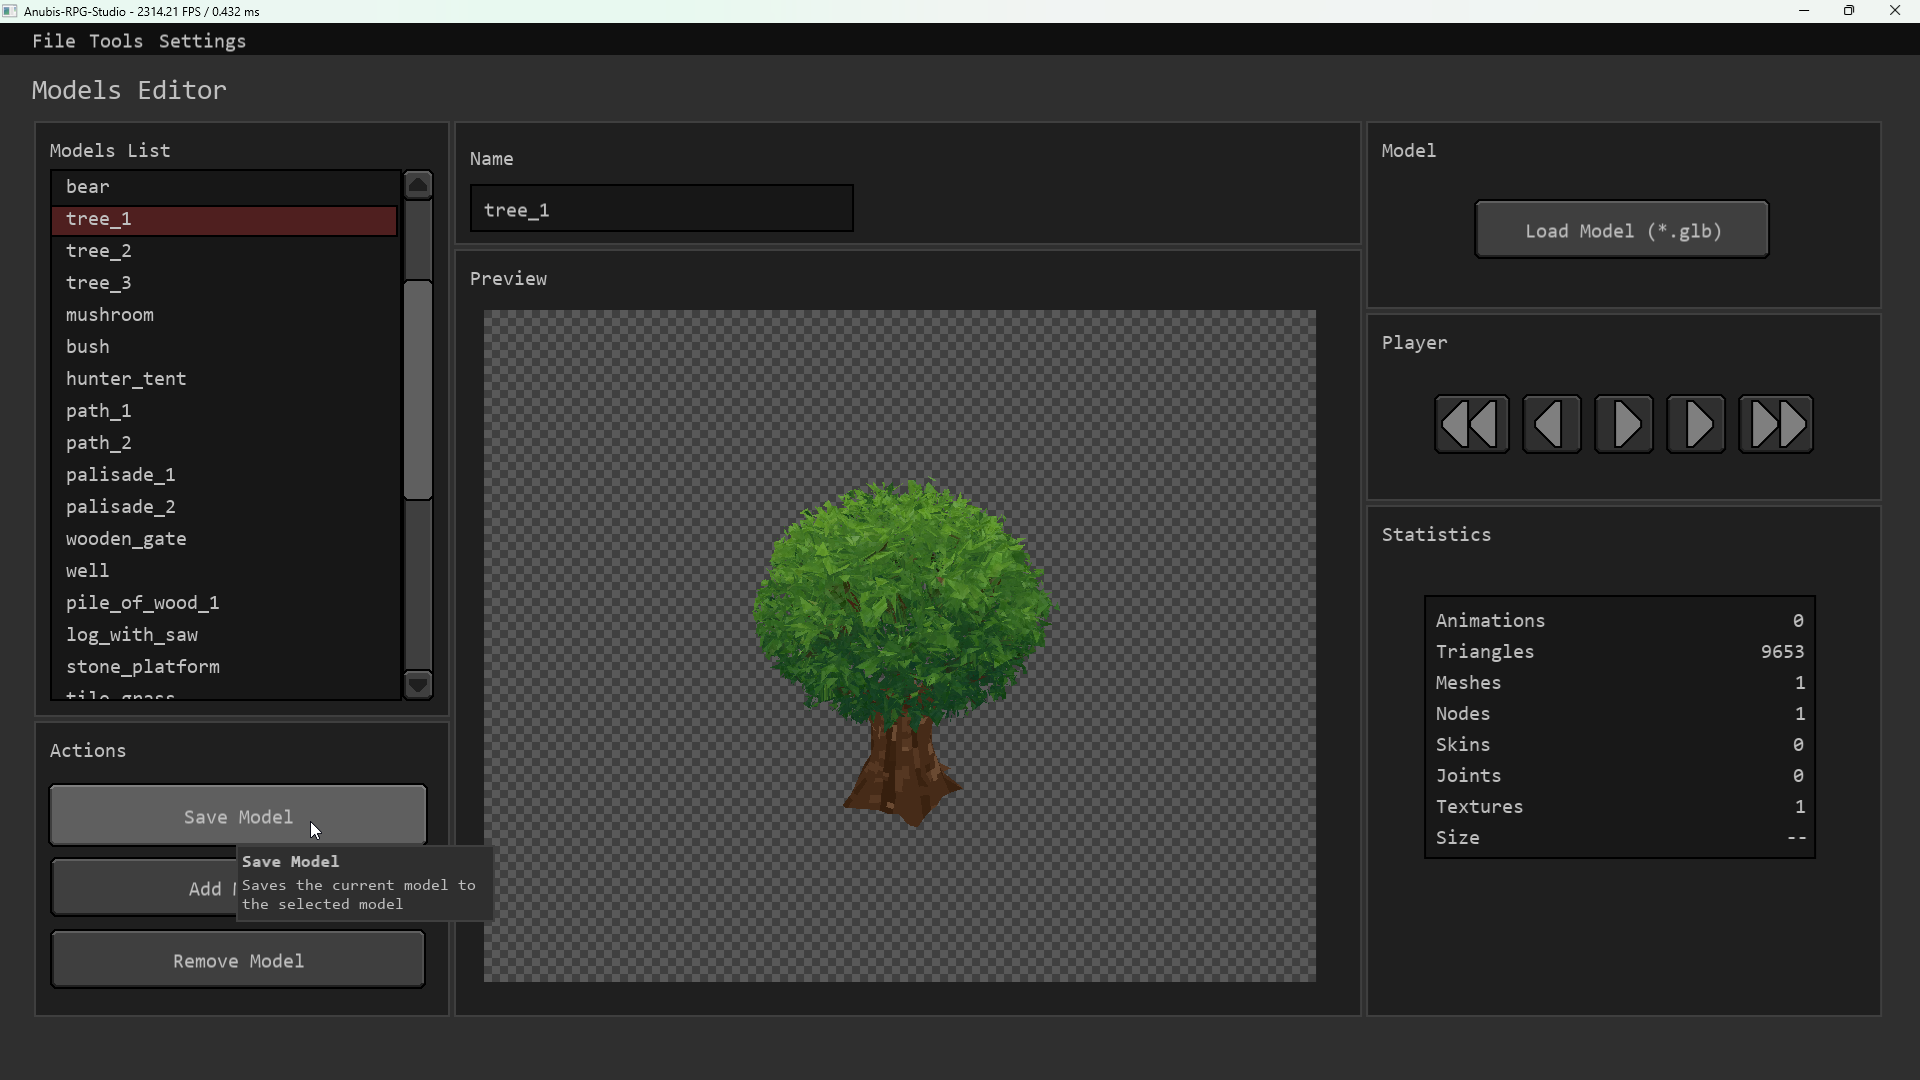 Anubis-RPG-Studio - 2314.21 FPS / 0.432 ms
File Tools Settings
Models Editor
Models List
bear
tree_1
tree_2
tree_3
mushroom
bush
hunter_tent
path_1
path_2
palisade_1
palisade_2
wooden_gate
well
pile_of_wood_1
log_with_saw
stone_platform
tile_grass
Actions
Save Model
Add
Save Model
Saves the current model to
the selected model
Remove Model
Name
tree_1
Preview
Model
Load Model (*.glb)
Player
Statistics
Animations 0
Triangles 9653
Meshes 1
Nodes 1
Skins 0
Joints 0
Textures 1
Size --